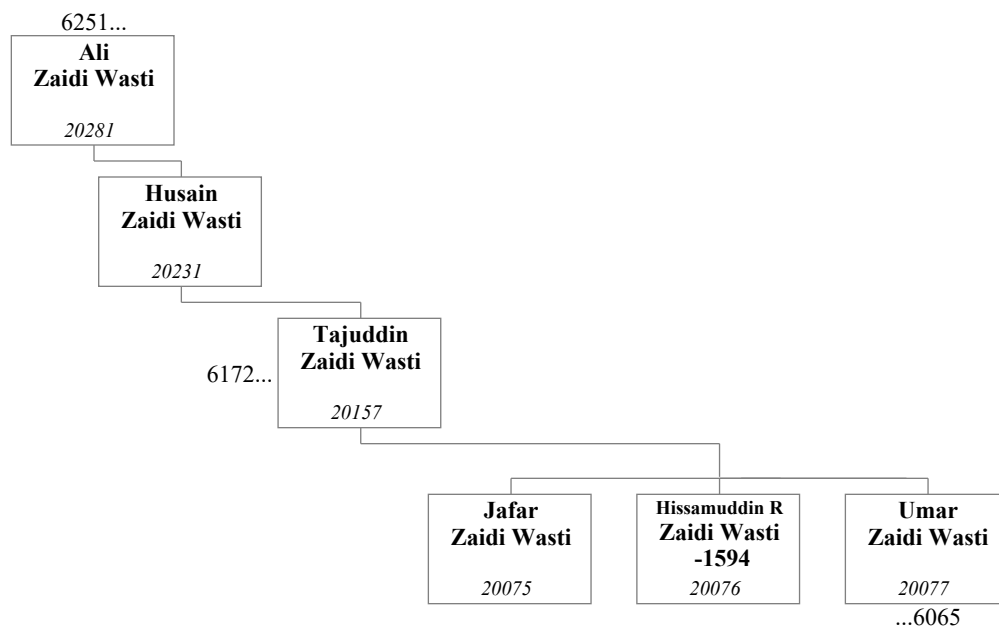 6251...
Ali
Zaidi Wasti
20281
Husain
Zaidi Wasti
20231
Tajuddin
Zaidi Wasti
6172...
20157
Jafar
Zaidi Wasti
20075
Hissamuddin R
Zaidi Wasti
-1594
20076
Umar
Zaidi Wasti
20077
...6065